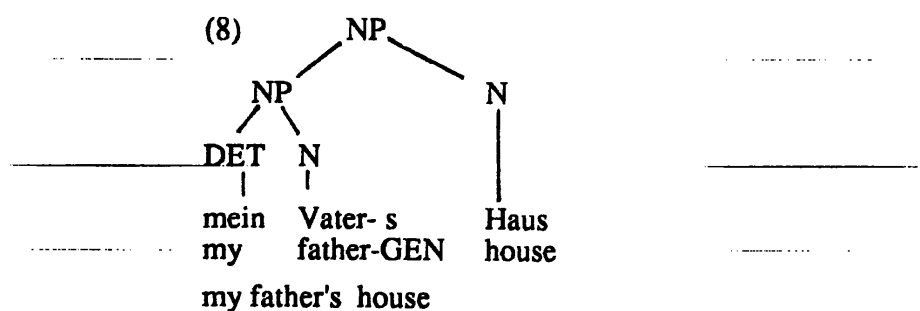 (8) NP
NP N
DET N
mein Vater- s Haus
my father-GEN house
my father's house